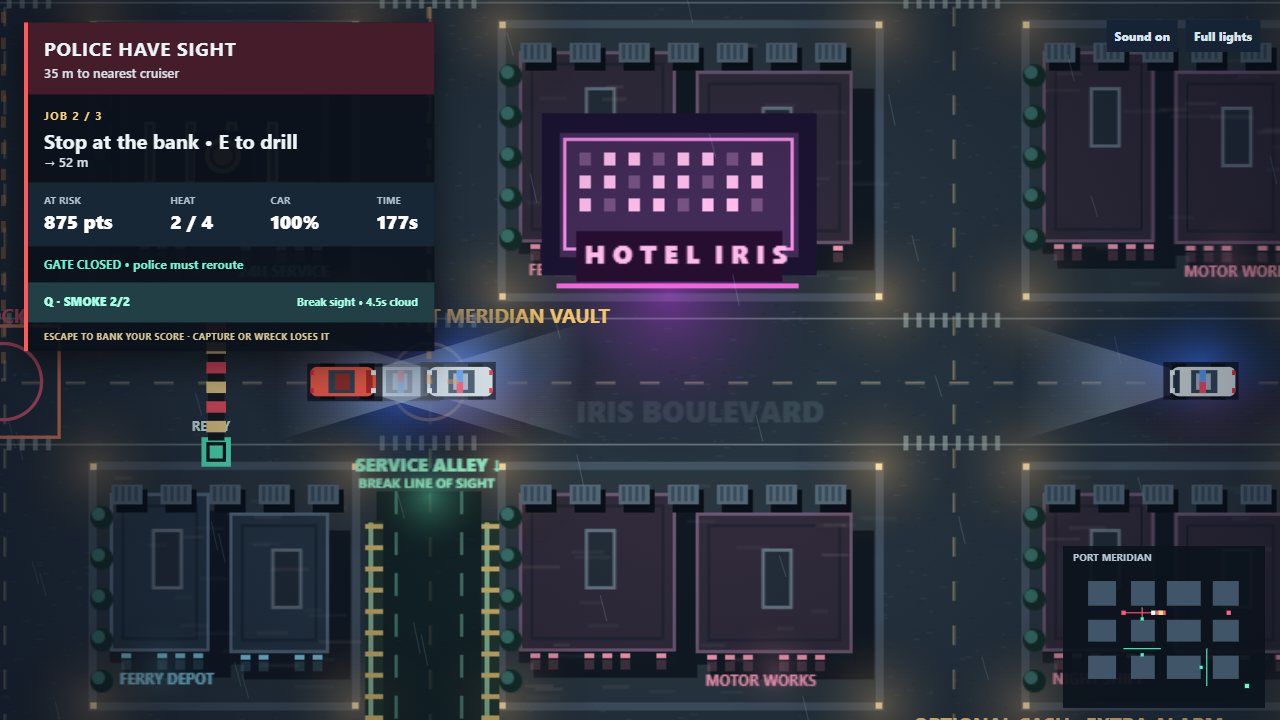 POLICE HAVE SIGHT
35 m to nearest cruiser
JOB 2 / 3
Stop at the bank • E to drill
→ 52 m
AT RISK HEAT CAR TIME
875 pts 2 / 4 100% 177s
GATE CLOSED • police must reroute
Q · SMOKE 2/2 Break sight • 4.5s cloud
ESCAPE TO BANK YOUR SCORE · CAPTURE OR WRECK LOSES IT
Sound on Full lights
HOTEL IRIS
MERIDIAN VAULT
IRIS BOULEVARD
SERVICE ALLEY ↓
BREAK LINE OF SIGHT
FERRY DEPOT
MOTOR WORKS
PORT MERIDIAN